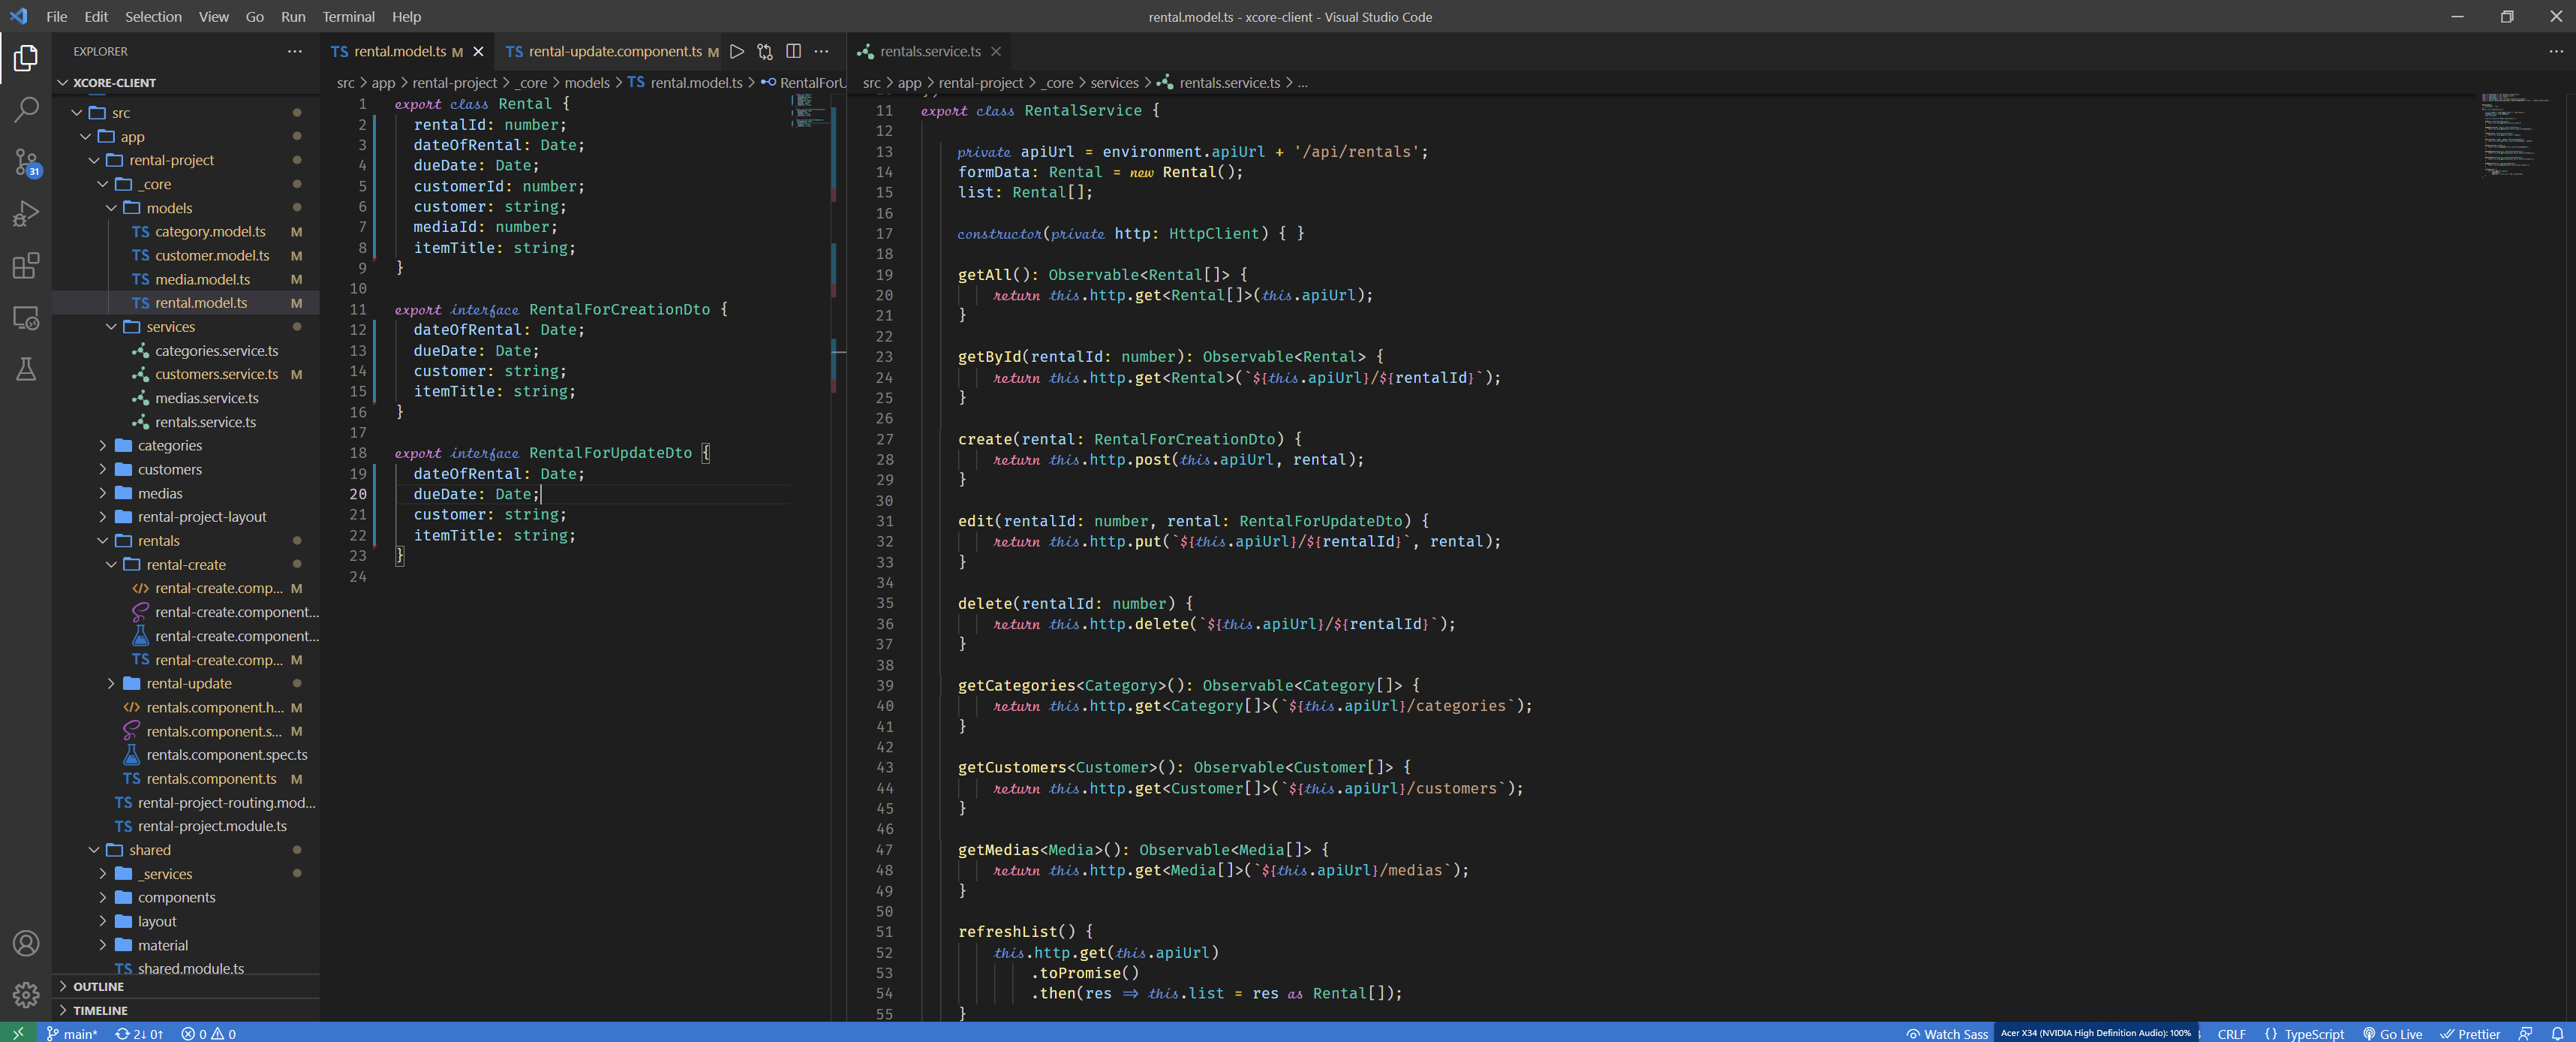 File Edit Selection View Go Run Terminal Help
rental.model.ts - xcore-client - Visual Studio Code
EXPLORER
XCORE-CLIENT
src
app
rental-project
_core
models
TS category.model.ts M
TS customer.model.ts M
TS media.model.ts M
TS rental.model.ts M
services
categories.service.ts
customers.service.ts M
medias.service.ts
rentals.service.ts
categories
customers
medias
rental-project-layout
rentals
rental-create
rental-create.comp... M
rental-create.component...
rental-create.component...
TS rental-create.comp... M
rental-update
rentals.component.h... M
rentals.component.s... M
rentals.component.spec.ts
TS rentals.component.ts M
TS rental-project-routing.mod...
TS rental-project.module.ts
shared
_services
components
layout
material
TS shared.module.ts
OUTLINE
TIMELINE
31
TS rental.model.ts M
TS rental-update.component.ts M
src > app > rental-project > _core > models > TS rental.model.ts > RentalForU
1 export class Rental {
2 rentalId: number;
3 dateOfRental: Date;
4 dueDate: Date;
5 customerId: number;
6 customer: string;
7 mediaId: number;
8 itemTitle: string;
9 }
10
11 export interface RentalForCreationDto {
12 dateOfRental: Date;
13 dueDate: Date;
14 customer: string;
15 itemTitle: string;
16 }
17
18 export interface RentalForUpdateDto {
19 dateOfRental: Date;
20 dueDate: Date;
21 customer: string;
22 itemTitle: string;
23 }
24
rentals.service.ts
src > app > rental-project > _core > services > rentals.service.ts > ...
11 export class RentalService {
12
13 private apiUrl = environment.apiUrl + '/api/rentals';
14 formData: Rental = new Rental();
15 list: Rental[];
16
17 constructor(private http: HttpClient) { }
18
19 getAll(): Observable<Rental[]> {
20 return this.http.get<Rental[]>(this.apiUrl);
21 }
22
23 getById(rentalId: number): Observable<Rental> {
24 return this.http.get<Rental>(`${this.apiUrl}/${rentalId}`);
25 }
26
27 create(rental: RentalForCreationDto) {
28 return this.http.post(this.apiUrl, rental);
29 }
30
31 edit(rentalId: number, rental: RentalForUpdateDto) {
32 return this.http.put(`${this.apiUrl}/${rentalId}`, rental);
33 }
34
35 delete(rentalId: number) {
36 return this.http.delete(`${this.apiUrl}/${rentalId}`);
37 }
38
39 getCategories<Category>(): Observable<Category[]> {
40 return this.http.get<Category[]>(`${this.apiUrl}/categories`);
41 }
42
43 getCustomers<Customer>(): Observable<Customer[]> {
44 return this.http.get<Customer[]>(`${this.apiUrl}/customers`);
45 }
46
47 getMedias<Media>(): Observable<Media[]> {
48 return this.http.get<Media[]>(`${this.apiUrl}/medias`);
49 }
50
51 refreshList() {
52 this.http.get(this.apiUrl)
53 .toPromise()
54 .then(res => this.list = res as Rental[]);
55 }
main* 2↓ 0↑ 0 0
Watch Sass Acer X34 (NVIDIA High Definition Audio): 100% CRLF {} TypeScript Go Live Prettier